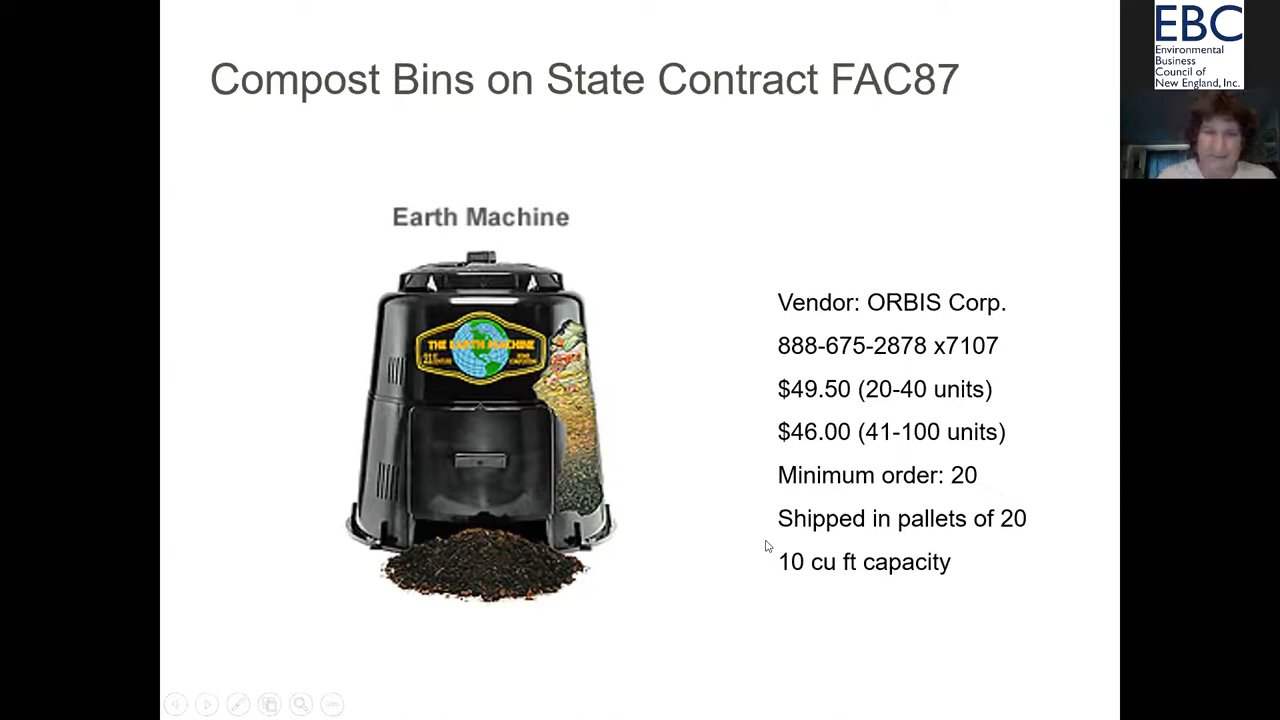 Compost Bins on State Contract FAC87
EBC
Environmental
Business
Council of
New England, Inc.
Earth Machine
THE EARTH MACHINE
Vendor: ORBIS Corp.
888-675-2878 x7107
$49.50 (20-40 units)
$46.00 (41-100 units)
Minimum order: 20
Shipped in pallets of 20
10 cu ft capacity